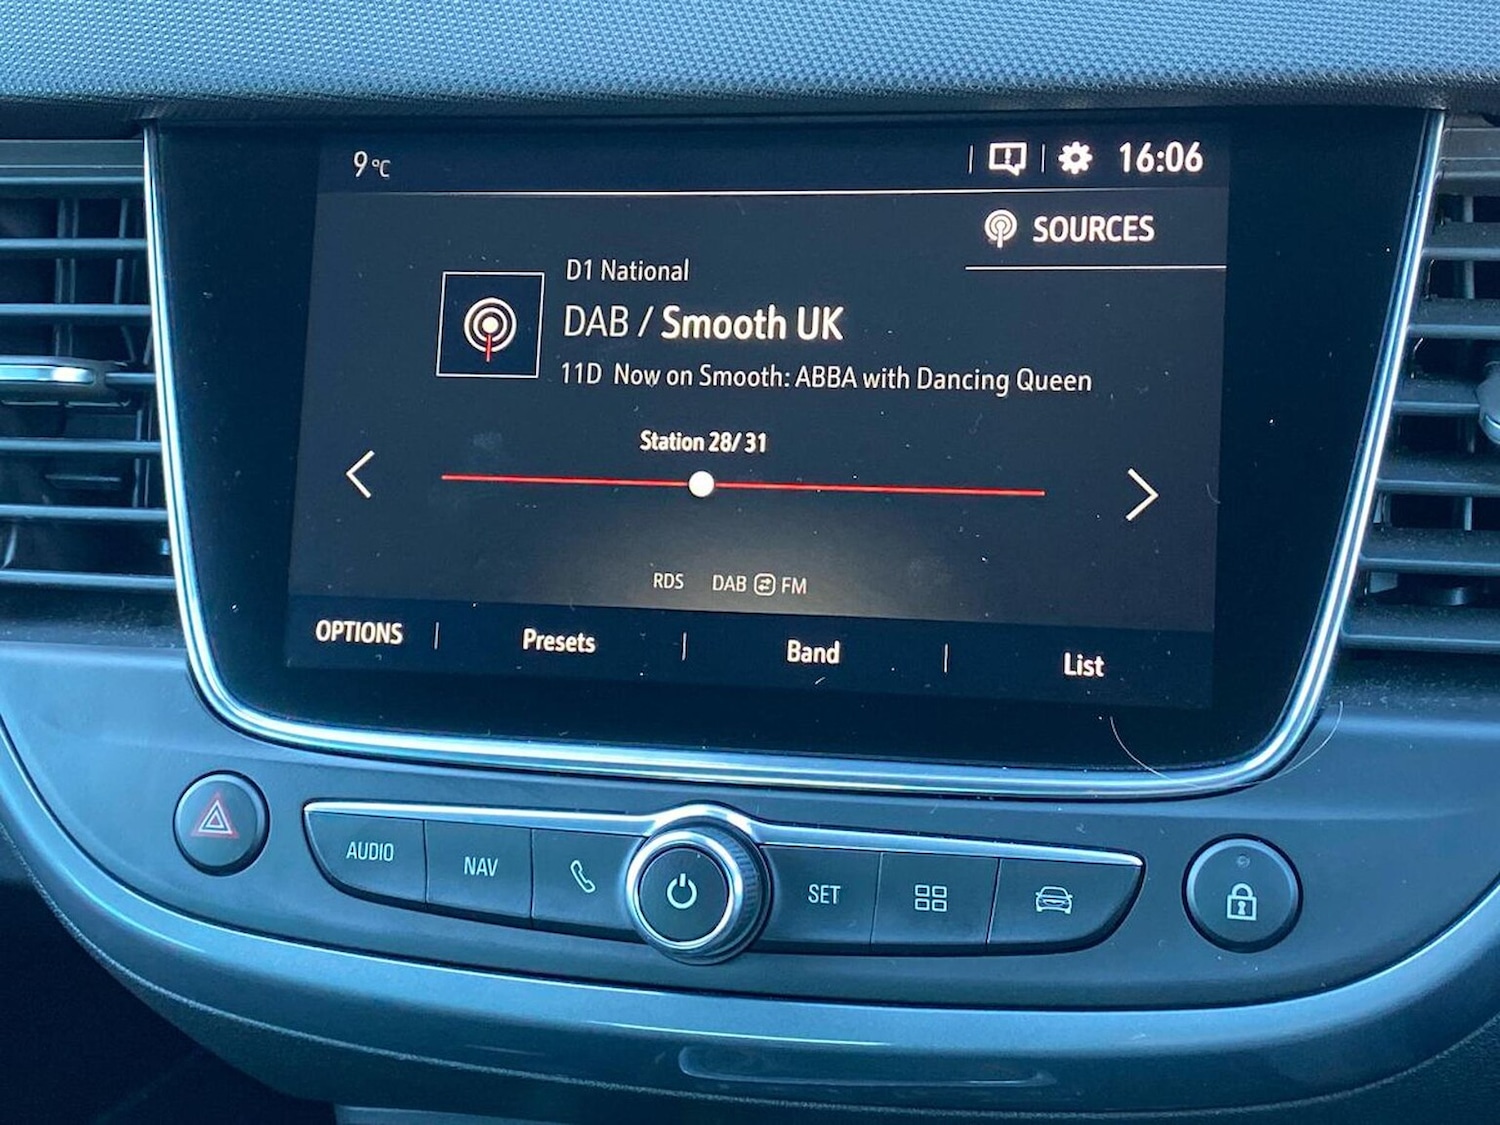 9°C
16:06
SOURCES
D1 National
DAB / Smooth UK
11D Now on Smooth: ABBA with Dancing Queen
Station 28/31
RDS DAB FM
OPTIONS | Presets | Band | List
AUDIO NAV SET